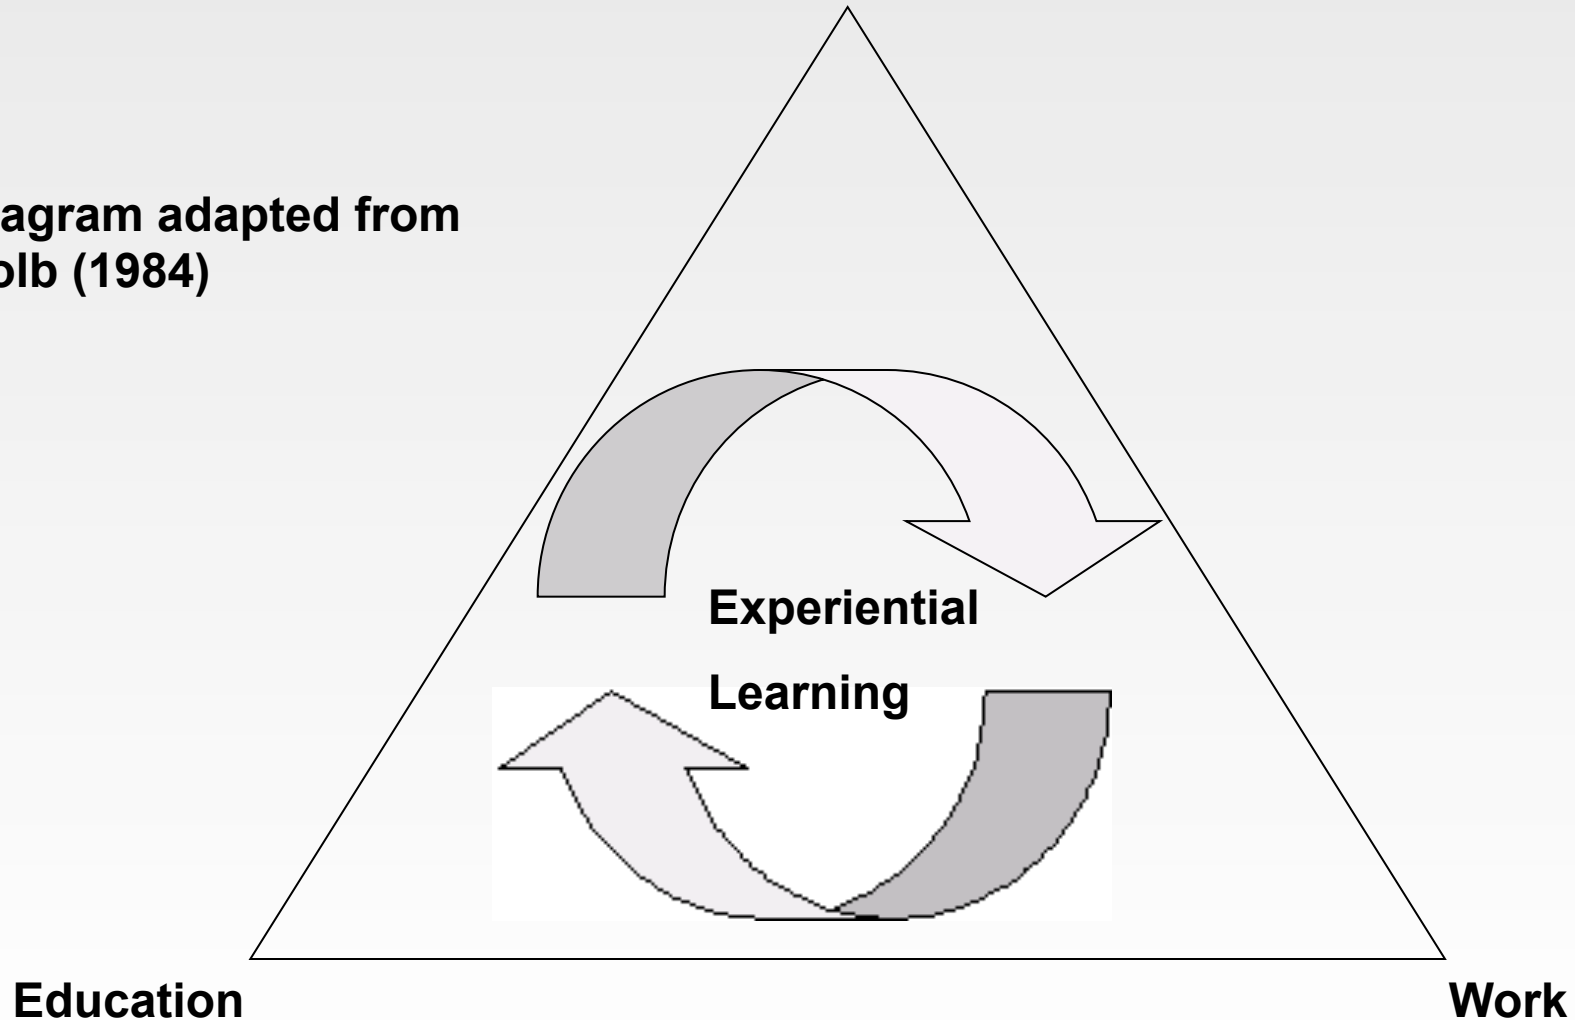 agram adapted from
olb (1984)
Experiential
Learning
Education
Work